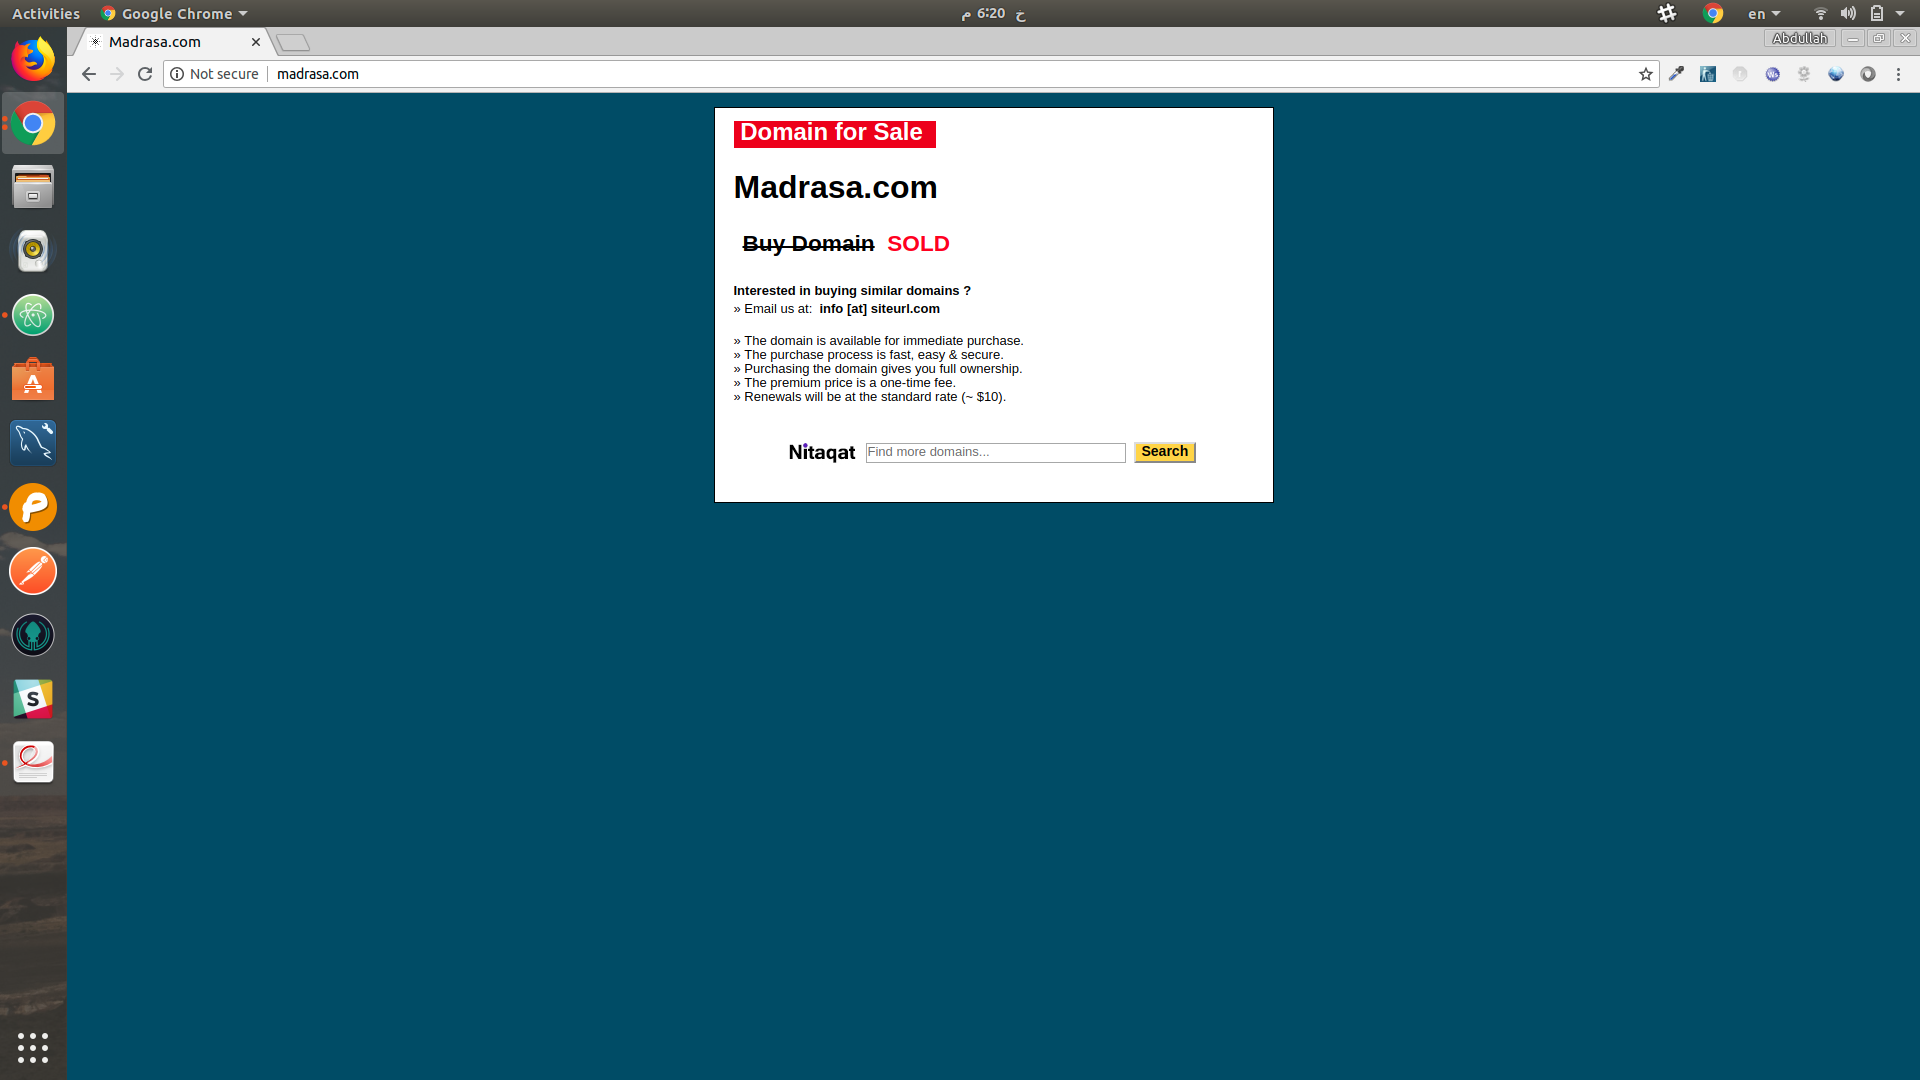 Activities
Google Chrome
خ 6:20 م
en
Madrasa.com
Abdullah
Not secure
madrasa.com
Domain for Sale
Madrasa.com
Buy Domain SOLD
Interested in buying similar domains ?
» Email us at: info [at] siteurl.com
» The domain is available for immediate purchase.
» The purchase process is fast, easy & secure.
» Purchasing the domain gives you full ownership.
» The premium price is a one-time fee.
» Renewals will be at the standard rate (~ $10).
Nitaqat
Find more domains...
Search